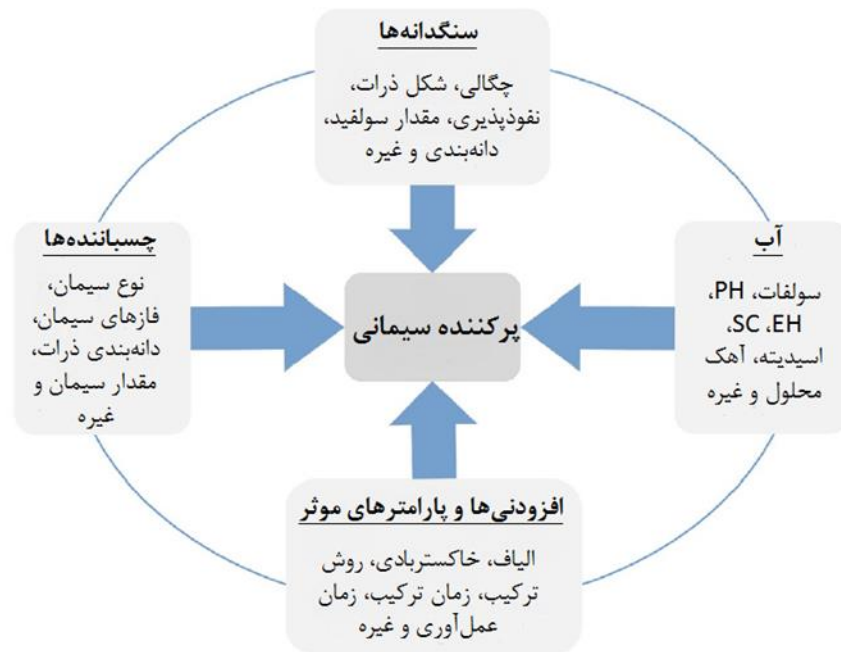 سنگدانه‌ها
چگالی، شکل ذرات،
نفوذپذیری، مقدار سولفید،
دانه‌بندی و غیره
آب
سولفات، PH،
EH، SC،
اسیدیته، آهک
محلول و غیره
پرکننده سیمانی
چسباننده‌ها
نوع سیمان،
فازهای سیمان،
دانه‌بندی ذرات،
مقدار سیمان و
غیره
افزودنی‌ها و پارامترهای موثر
الیاف، خاکستربادی، روش
ترکیب، زمان ترکیب، زمان
عمل‌آوری و غیره